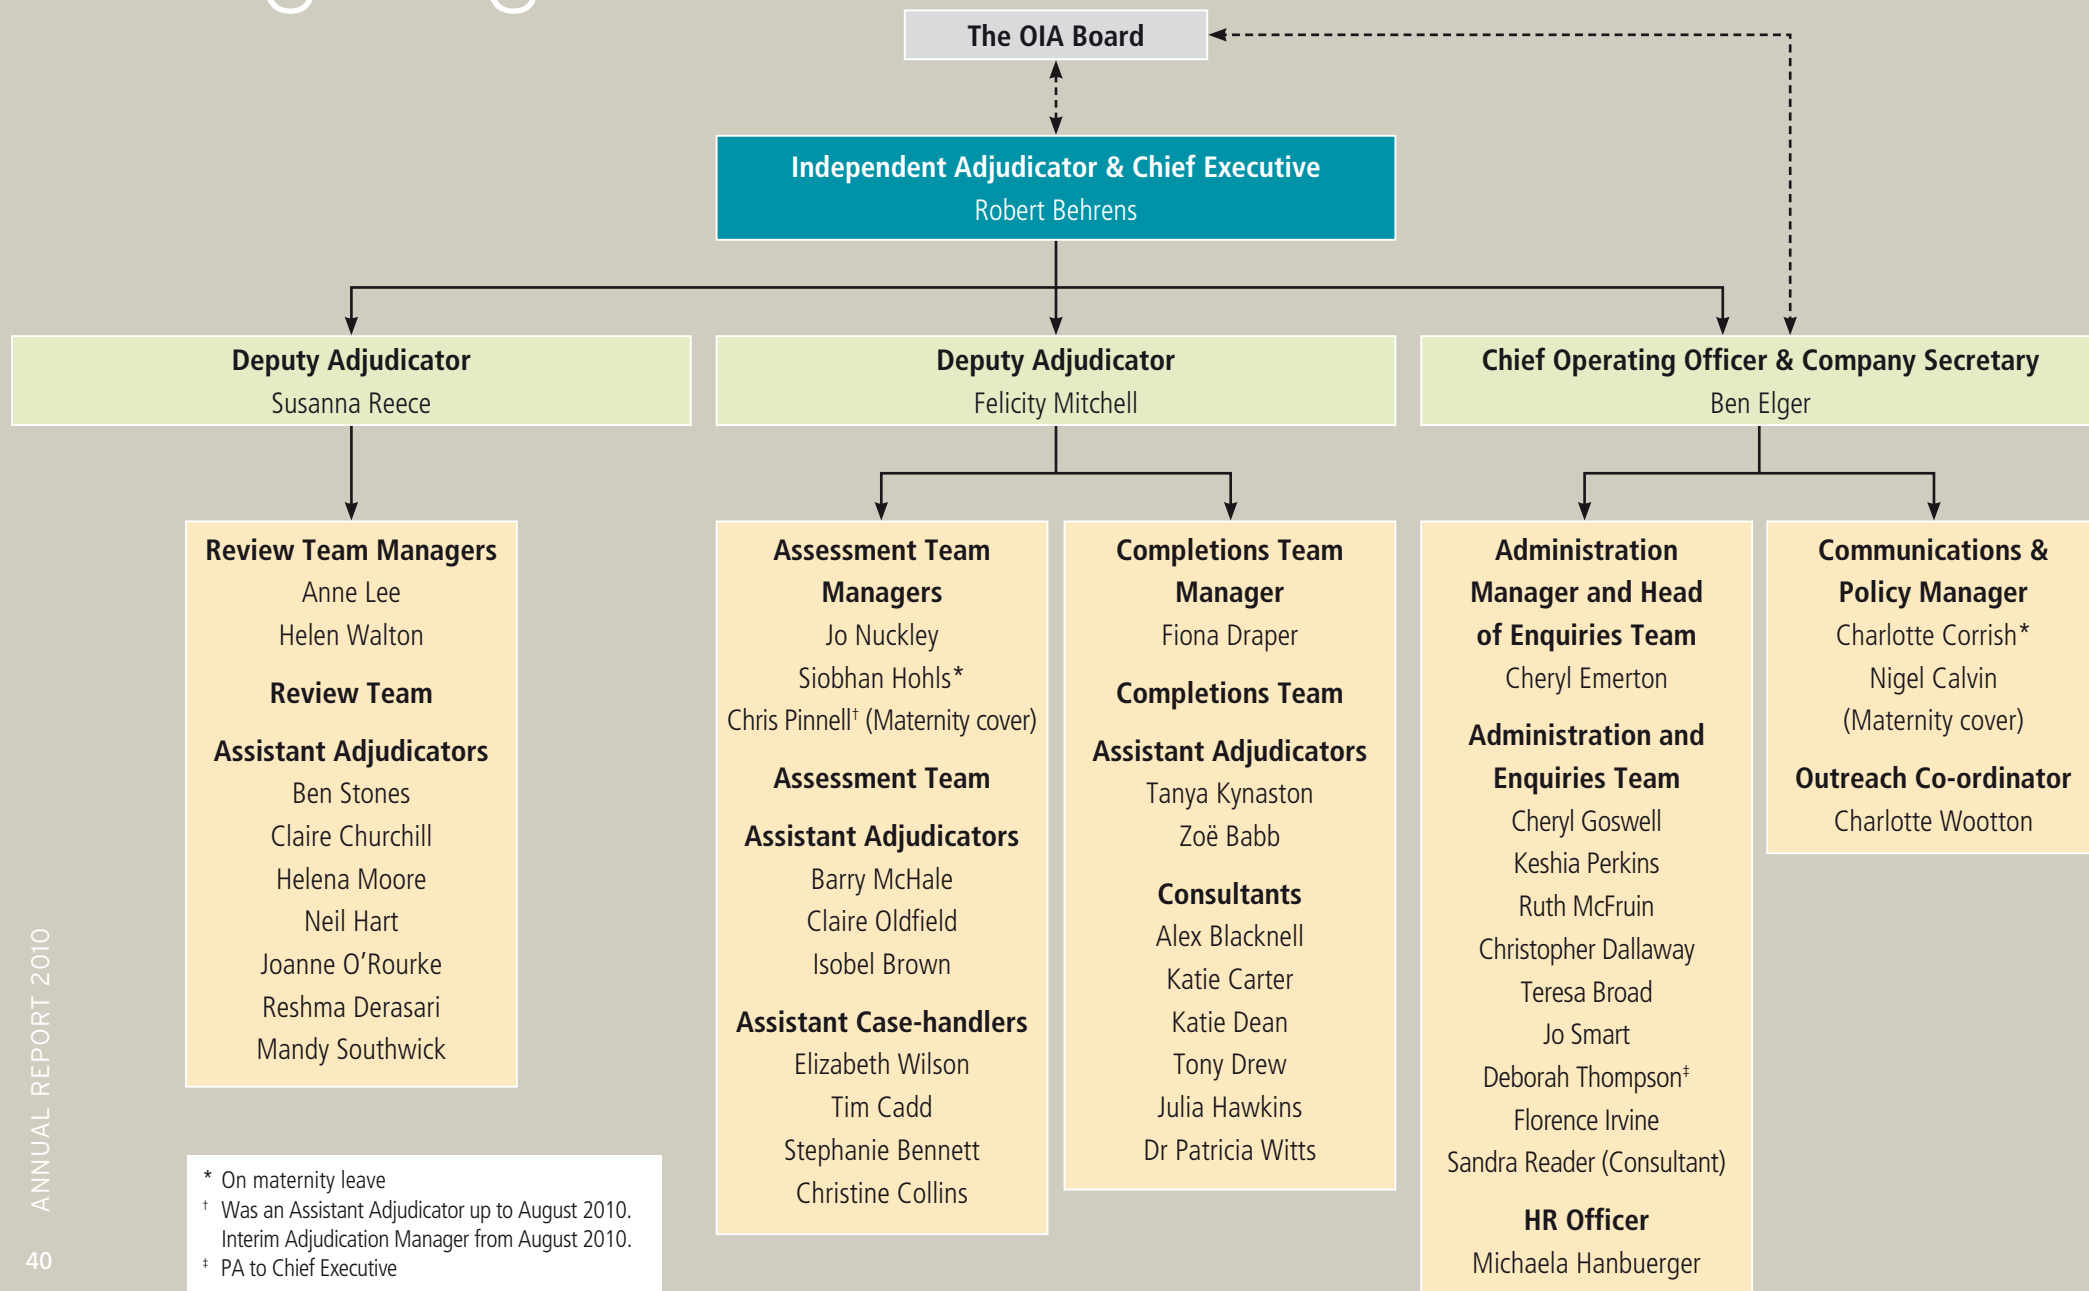 The OIA Board
Independent Adjudicator & Chief Executive
Robert Behrens
Deputy Adjudicator
Susanna Reece
Deputy Adjudicator
Felicity Mitchell
Chief Operating Officer & Company Secretary
Ben Elger
Review Team Managers
Anne Lee
Helen Walton
Review Team
Assistant Adjudicators
Ben Stones
Claire Churchill
Helena Moore
Neil Hart
Joanne O’Rourke
Reshma Derasari
Mandy Southwick
Assessment Team
Managers
Jo Nuckley
Siobhan Hohls*
Chris Pinnell† (Maternity cover)
Assessment Team
Assistant Adjudicators
Barry McHale
Claire Oldfield
Isobel Brown
Assistant Case-handlers
Elizabeth Wilson
Tim Cadd
Stephanie Bennett
Christine Collins
Completions Team
Manager
Fiona Draper
Completions Team
Assistant Adjudicators
Tanya Kynaston
Zoë Babb
Consultants
Alex Blacknell
Katie Carter
Katie Dean
Tony Drew
Julia Hawkins
Dr Patricia Witts
Administration
Manager and Head
of Enquiries Team
Cheryl Emerton
Administration and
Enquiries Team
Cheryl Goswell
Keshia Perkins
Ruth McFruin
Christopher Dallaway
Teresa Broad
Jo Smart
Deborah Thompson‡
Florence Irvine
Sandra Reader (Consultant)
HR Officer
Michaela Hanbuerger
Communications &
Policy Manager
Charlotte Corrish*
Nigel Calvin
(Maternity cover)
Outreach Co-ordinator
Charlotte Wootton
* On maternity leave
† Was an Assistant Adjudicator up to August 2010.
Interim Adjudication Manager from August 2010.
‡ PA to Chief Executive
ANNUAL REPORT 2010
40